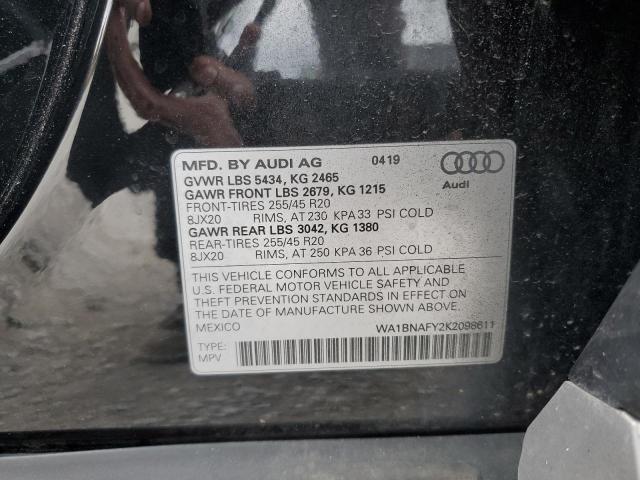 MFD. BY AUDI AG 0419
GVWR LBS 5434, KG 2465
GAWR FRONT LBS 2679, KG 1215
FRONT-TIRES 255/45 R20
8JX20 RIMS, AT 230 KPA 33 PSI COLD
GAWR REAR LBS 3042, KG 1380
REAR-TIRES 255/45 R20
8JX20 RIMS, AT 250 KPA 36 PSI COLD
Audi
THIS VEHICLE CONFORMS TO ALL APPLICABLE
U.S. FEDERAL MOTOR VEHICLE SAFETY AND
THEFT PREVENTION STANDARDS IN EFFECT ON
THE DATE OF MANUFACTURE SHOWN ABOVE.
MEXICO WA1BNAFY2K2098611
TYPE:
MPV